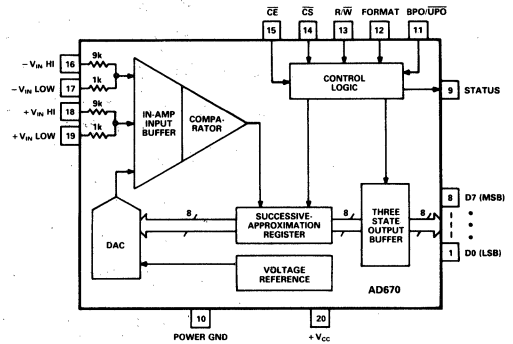 CE CS R/W FORMAT BPO/UPO
15 14 13 12 11
− VIN HI 16 9k
− VIN LOW 17 1k
+ VIN HI 18 9k
+ VIN LOW 19 1k
IN-AMP
INPUT
BUFFER
COMPA-
RATOR
CONTROL
LOGIC
9 STATUS
DAC
8
SUCCESSIVE-
APPROXIMATION
REGISTER
8
THREE
STATE
OUTPUT
BUFFER
8
8 D7 (MSB)
1 D0 (LSB)
VOLTAGE
REFERENCE
AD670
10
POWER GND
20
+ VCC